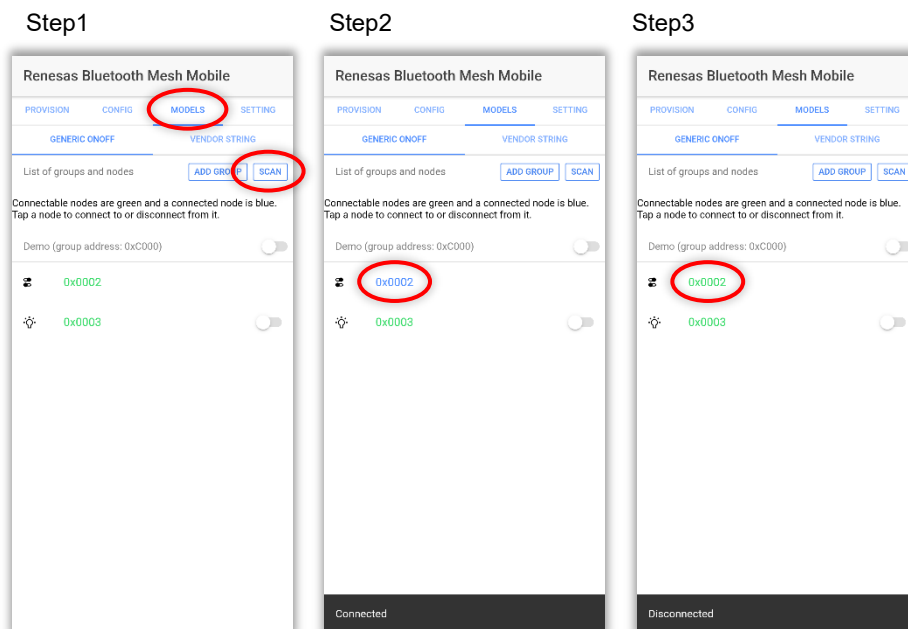 Step1
Renesas Bluetooth Mesh Mobile
PROVISION CONFIG MODELS SETTING
GENERIC ONOFF VENDOR STRING
List of groups and nodes ADD GROUP SCAN
Connectable nodes are green and a connected node is blue.
Tap a node to connect to or disconnect from it.
Demo (group address: 0xC000)
0x0002
0x0003
Step2
Renesas Bluetooth Mesh Mobile
PROVISION CONFIG MODELS SETTING
GENERIC ONOFF VENDOR STRING
List of groups and nodes ADD GROUP SCAN
Connectable nodes are green and a connected node is blue.
Tap a node to connect to or disconnect from it.
Demo (group address: 0xC000)
0x0002
0x0003
Connected
Step3
Renesas Bluetooth Mesh Mobile
PROVISION CONFIG MODELS SETTING
GENERIC ONOFF VENDOR STRING
List of groups and nodes ADD GROUP SCAN
Connectable nodes are green and a connected node is blue.
Tap a node to connect to or disconnect from it.
Demo (group address: 0xC000)
0x0002
0x0003
Disconnected